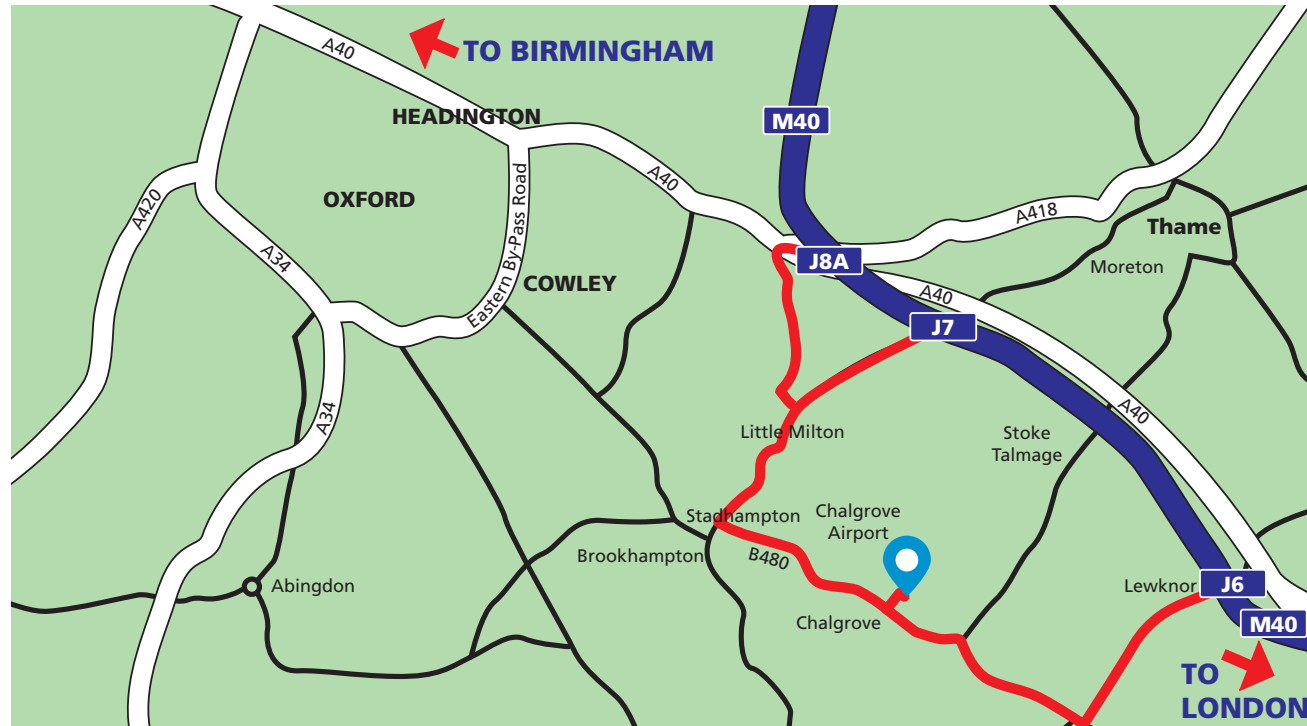 A40
TO BIRMINGHAM
HEADINGTON
M40
A420
OXFORD
A40
A418
Thame
A34
Eastern By-Pass Road
COWLEY
J8A
Moreton
A40
J7
A34
A40
Little Milton
Stoke
Talmage
Stadhampton
Chalgrove
Airport
Brookhampton
B480
Abingdon
Lewknor
J6
Chalgrove
M40
TO
LONDON